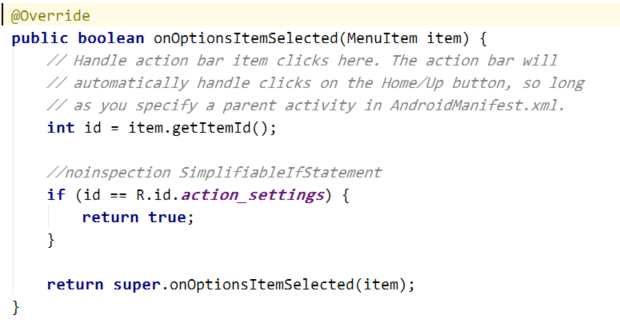 @Override
public boolean onOptionsItemSelected(MenuItem item) {
    // Handle action bar item clicks here. The action bar will
    // automatically handle clicks on the Home/Up button, so long
    // as you specify a parent activity in AndroidManifest.xml.
    int id = item.getItemId();

    //noinspection SimplifiableIfStatement
    if (id == R.id.action_settings) {
        return true;
    }

    return super.onOptionsItemSelected(item);
}